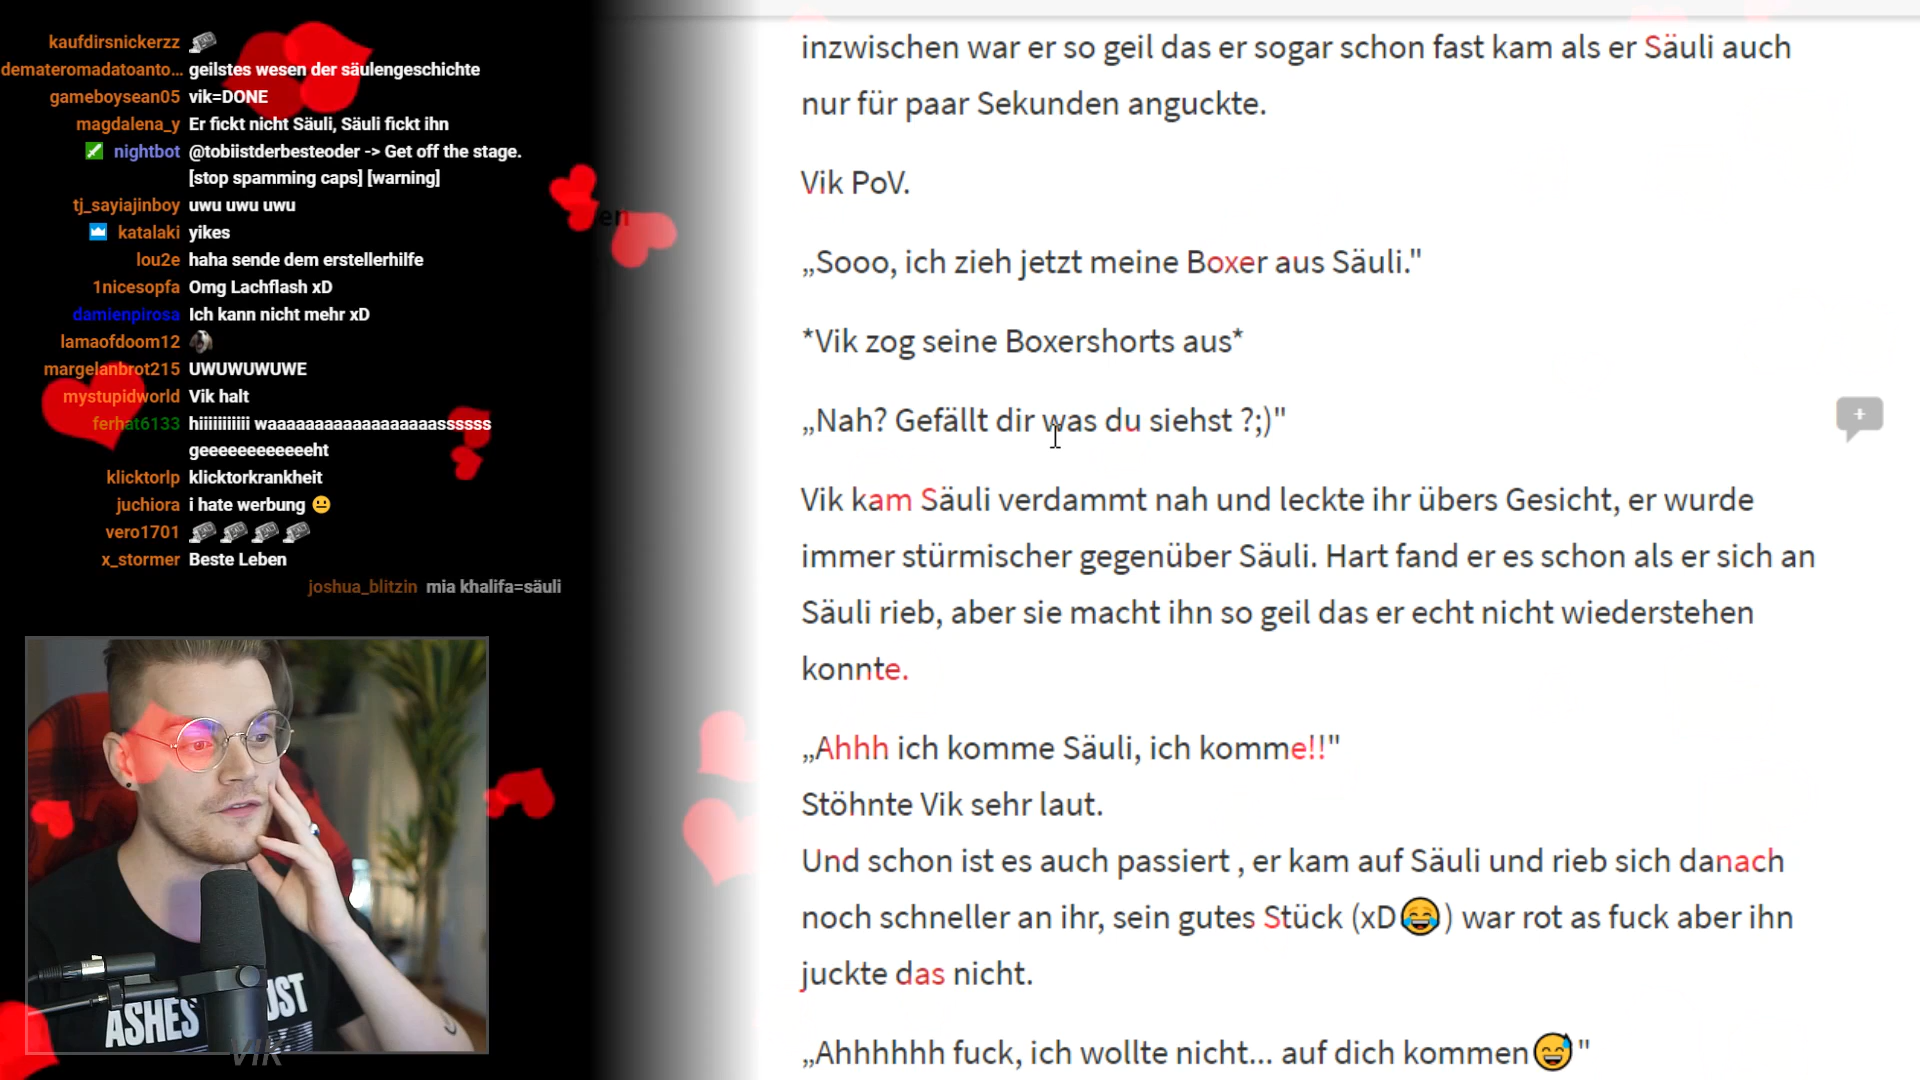 kaufdirsnickerzz
demateromadatoanto... geilstes wesen der säulengeschichte
gameboysean05 vik=DONE
magdalena_y Er fickt nicht Säuli, Säuli fickt ihn
nightbot @tobiistderbesteoder -> Get off the stage.
[stop spamming caps] [warning]
tj_sayiajinboy uwu uwu uwu
katalaki yikes
lou2e haha sende dem erstellerhilfe
1nicesopfa Omg Lachflash xD
damienpirosa Ich kann nicht mehr xD
lamaofdoom12
margelanbrot215 UWUWUWUWE
mystupidworld Vik halt
ferhat6133 hiiiiiiiiiii waaaaaaaaaaaaaaaaaaassssss
geeeeeeeeeeeeht
klicktorlp klicktorkrankheit
juchiora i hate werbung 😐
vero1701
x_stormer Beste Leben
joshua_blitzin mia khalifa=säuli
ASHES UST
VIK
en
inzwischen war er so geil das er sogar schon fast kam als er Säuli auch
nur für paar Sekunden anguckte.
Vik PoV.
„Sooo, ich zieh jetzt meine Boxer aus Säuli."
*Vik zog seine Boxershorts aus*
„Nah? Gefällt dir was du siehst ?;)"
Vik kam Säuli verdammt nah und leckte ihr übers Gesicht, er wurde
immer stürmischer gegenüber Säuli. Hart fand er es schon als er sich an
Säuli rieb, aber sie macht ihn so geil das er echt nicht wiederstehen
konnte.
„Ahhh ich komme Säuli, ich komme!!"
Stöhnte Vik sehr laut.
Und schon ist es auch passiert , er kam auf Säuli und rieb sich danach
noch schneller an ihr, sein gutes Stück (xD😂) war rot as fuck aber ihn
juckte das nicht.
„Ahhhhhh fuck, ich wollte nicht... auf dich kommen😅"